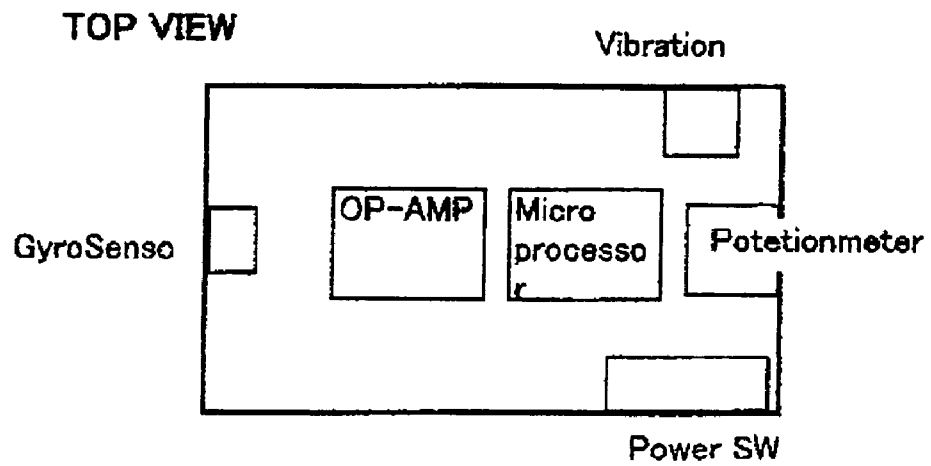 TOP VIEW
Vibration
OP-AMP
Micro
processo
r
GyroSenso
Potetionmeter
Power SW